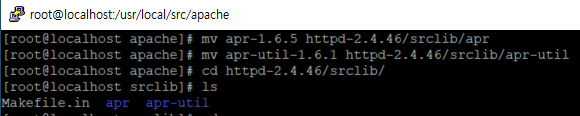 root@localhost:/usr/local/src/apache
[root@localhost apache]# mv apr-1.6.5 httpd-2.4.46/srclib/apr
[root@localhost apache]# mv apr-util-1.6.1 httpd-2.4.46/srclib/apr-util
[root@localhost apache]# cd httpd-2.4.46/srclib/
[root@localhost srclib]# ls
Makefile.in  apr  apr-util